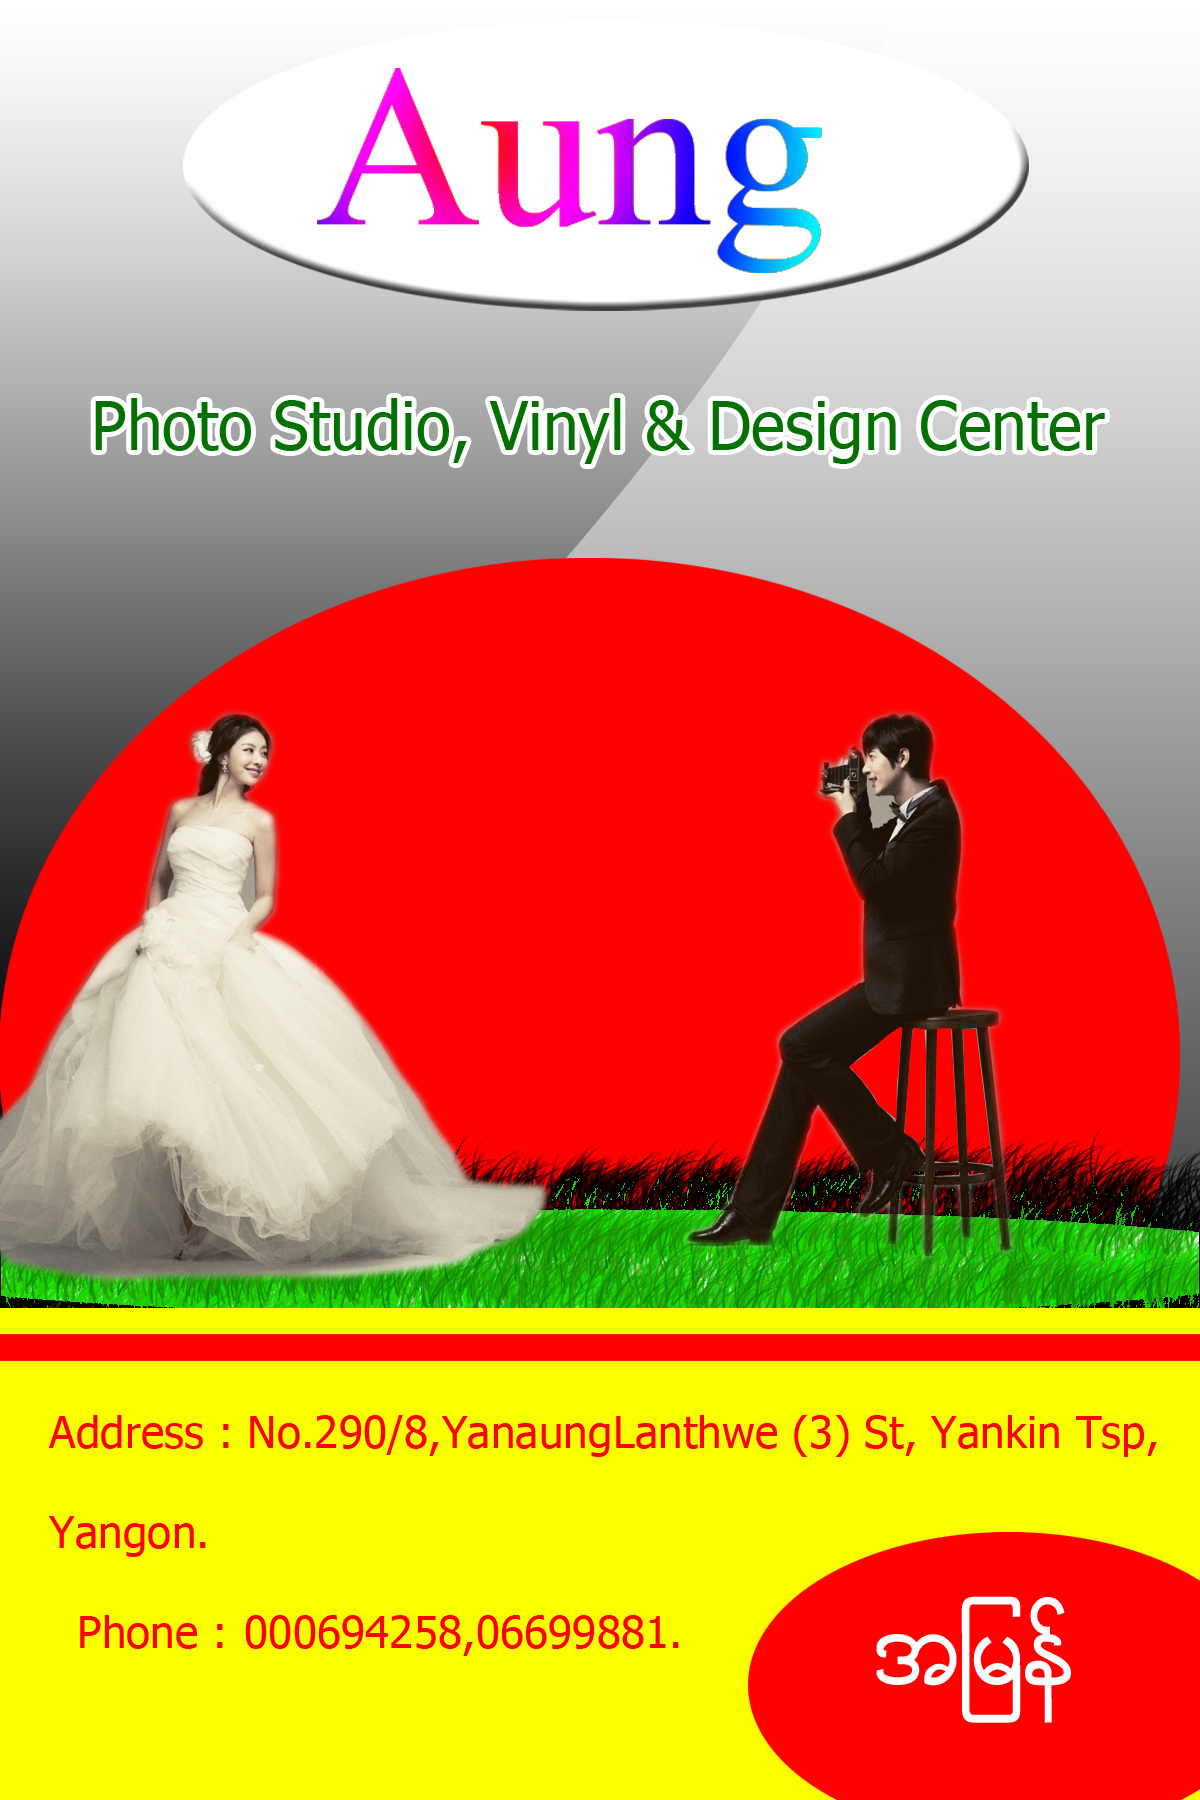 Aung
Photo Studio, Vinyl & Design Center
Address : No.290/8,YanaungLanthwe (3) St, Yankin Tsp,
Yangon.
Phone : 000694258,06699881.
အမြန်